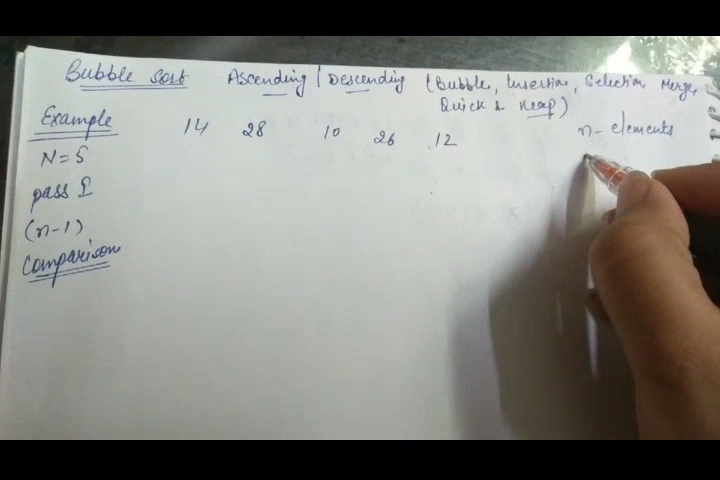 Bubble sort Ascending / Descending (Bubble, Insertion, Selection, Merge,
Quick & Heap)
Example 14 28 10 26 12 n- elements
N=5
pass 1
(n-1)
Comparison